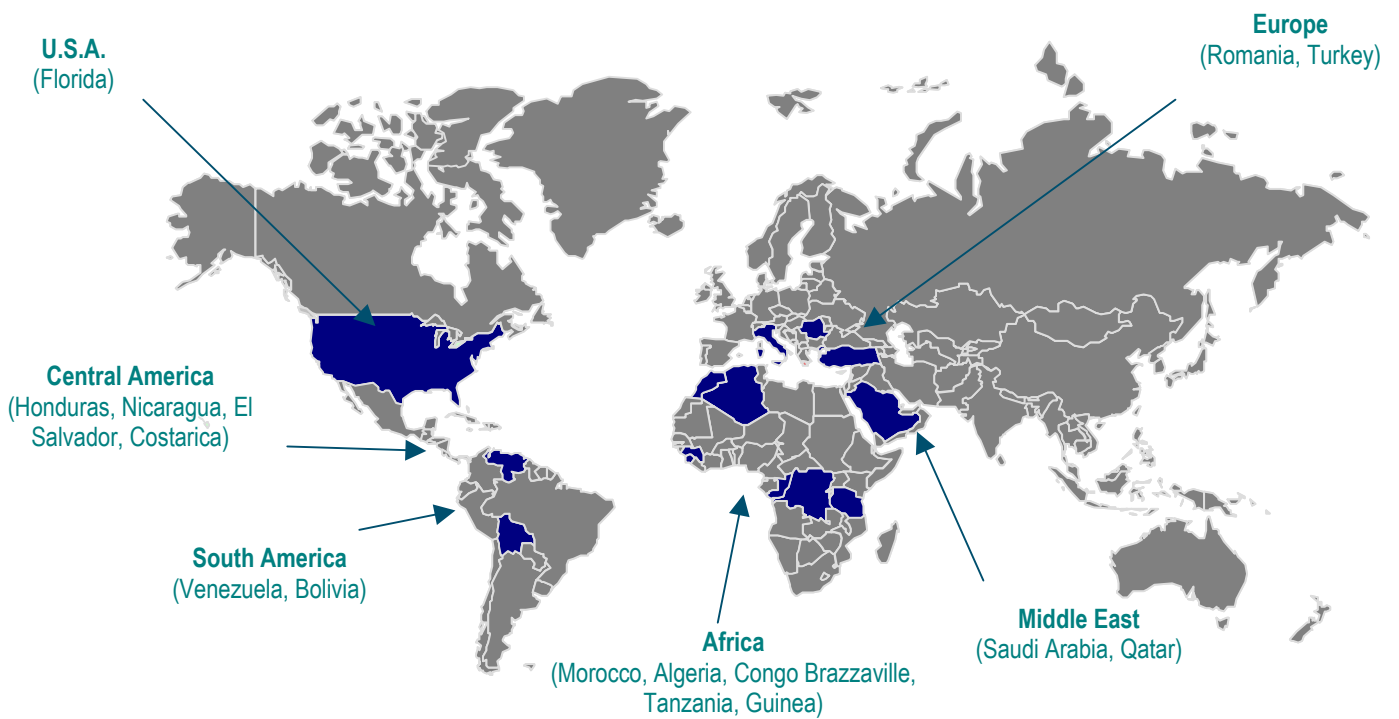 Europe
(Romania, Turkey)
U.S.A.
(Florida)
Central America
(Honduras, Nicaragua, El
Salvador, Costarica)
South America
(Venezuela, Bolivia)
Africa
(Morocco, Algeria, Congo Brazzaville,
Tanzania, Guinea)
Middle East
(Saudi Arabia, Qatar)